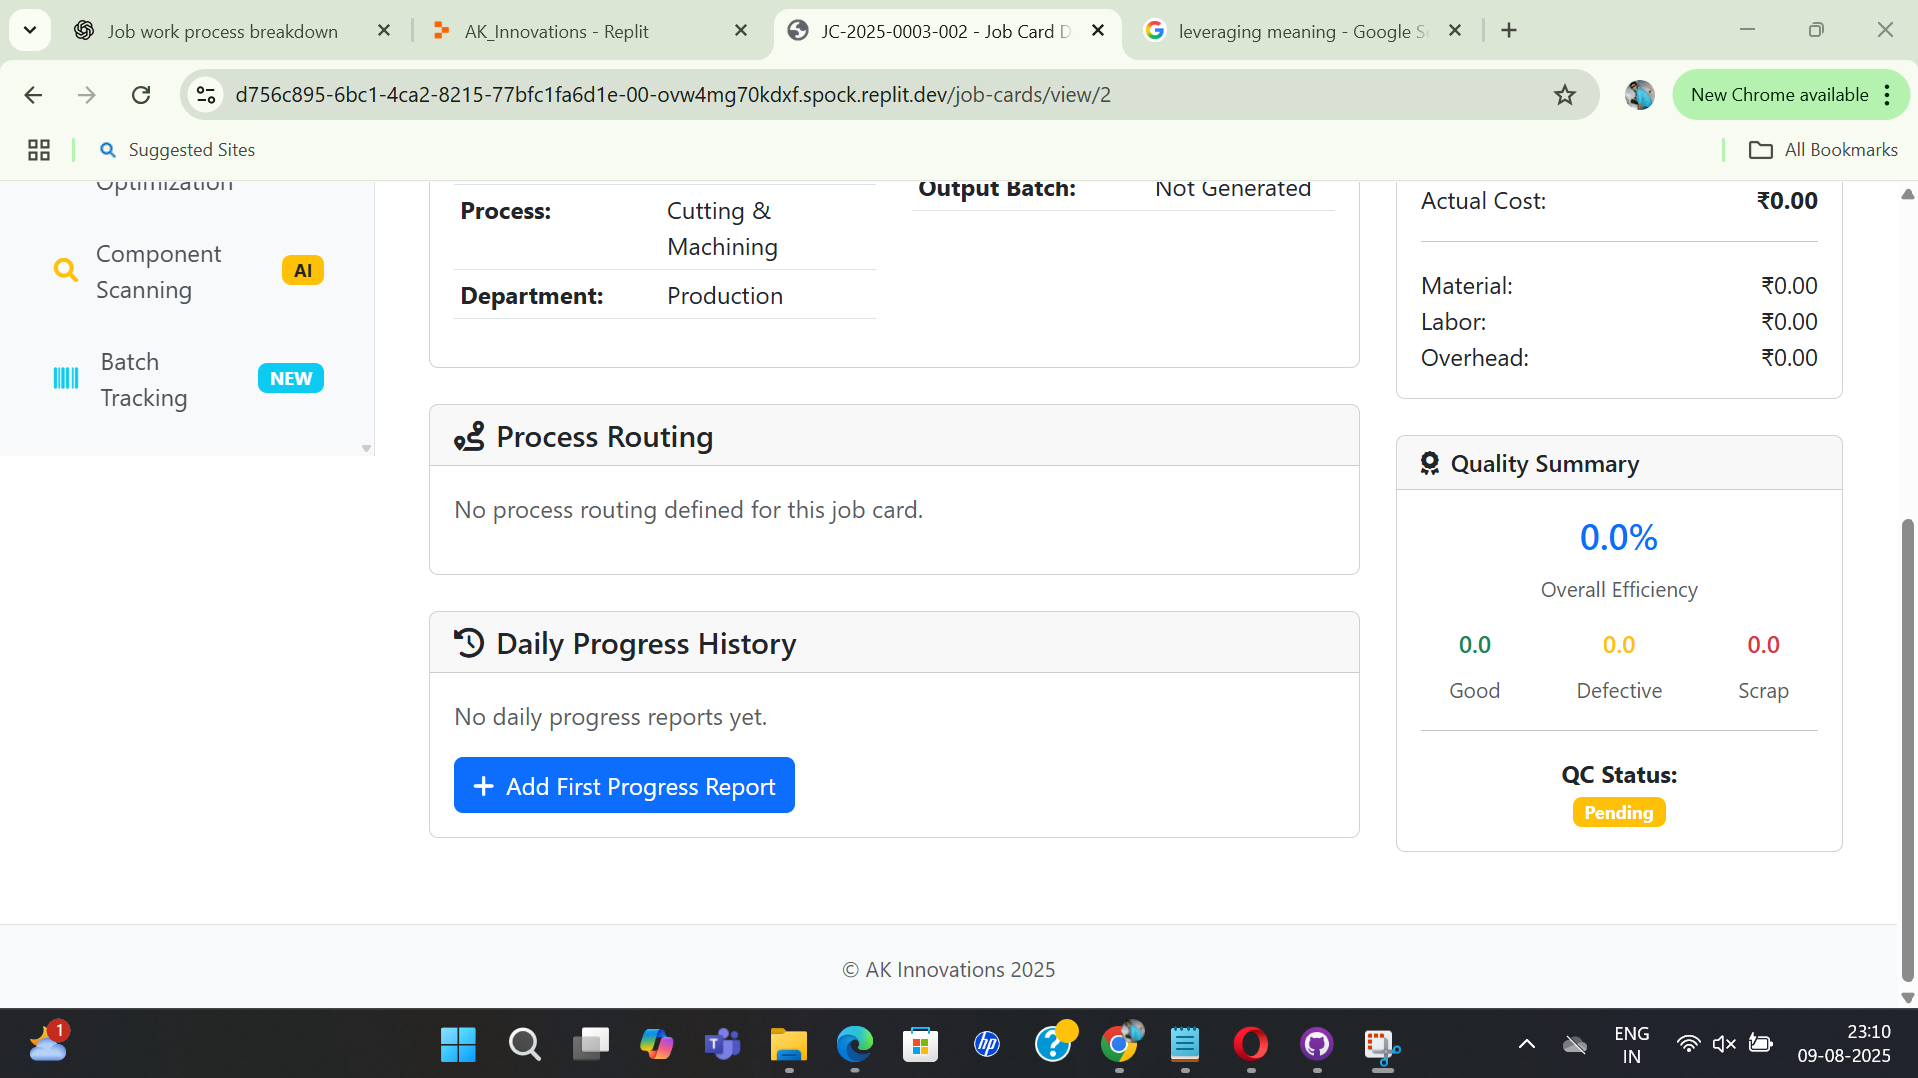 Job work process breakdown
AK_Innovations - Replit
JC-2025-0003-002 - Job Card D
leveraging meaning - Google S
d756c895-6bc1-4ca2-8215-77bfc1fa6d1e-00-ovw4mg70kdxf.spock.replit.dev/job-cards/view/2
New Chrome available
Suggested Sites
All Bookmarks
Optimization
Component
Scanning
AI
Batch
Tracking
NEW
Process:
Cutting &
Machining
Department:
Production
Output Batch:
Not Generated
Process Routing
No process routing defined for this job card.
Daily Progress History
No daily progress reports yet.
+ Add First Progress Report
Actual Cost:
₹0.00
Material:
₹0.00
Labor:
₹0.00
Overhead:
₹0.00
Quality Summary
0.0%
Overall Efficiency
0.0
0.0
0.0
Good
Defective
Scrap
QC Status:
Pending
© AK Innovations 2025
1
hp
ENG
IN
23:10
09-08-2025